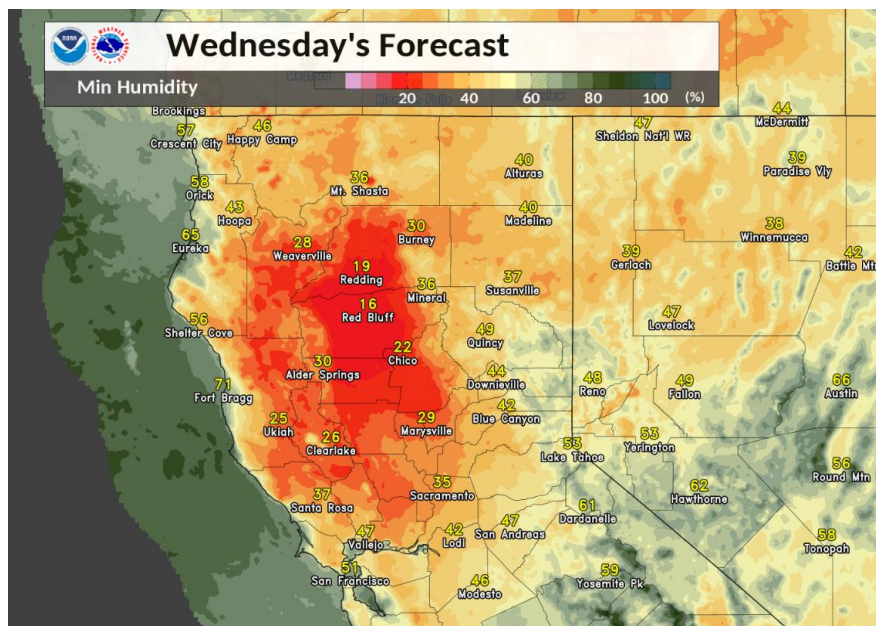 Wednesday's Forecast
Min Humidity
20 40 60 80 100 (%)
Brookings
57
Crescent City
46
Happy Camp
47
Sheldon Nat'l WR
44
McDermitt
58
Orick
43
Hoopa
36
Mt. Shasta
40
Alturas
39
Paradise Vly
65
Eureka
28
Weaverville
30
Burney
40
Madeline
39
Gerlach
38
Winnemucca
42
Battle Mtn
19
Redding
36
Mineral
37
Susanville
56
Shelter Cove
16
Red Bluff
49
Quincy
47
Lovelock
71
Fort Bragg
30
Alder Springs
22
Chico
44
Downieville
48
Reno
49
Fallon
66
Austin
25
Ukiah
26
Clearlake
29
Marysville
42
Blue Canyon
53
Lake Tahoe
53
Yerington
56
Round Mtn
37
Santa Rosa
35
Sacramento
62
Hawthorne
47
Vallejo
42
Lodi
47
San Andreas
61
Dardanelle
58
Tonopah
51
San Francisco
46
Modesto
59
Yosemite Pk